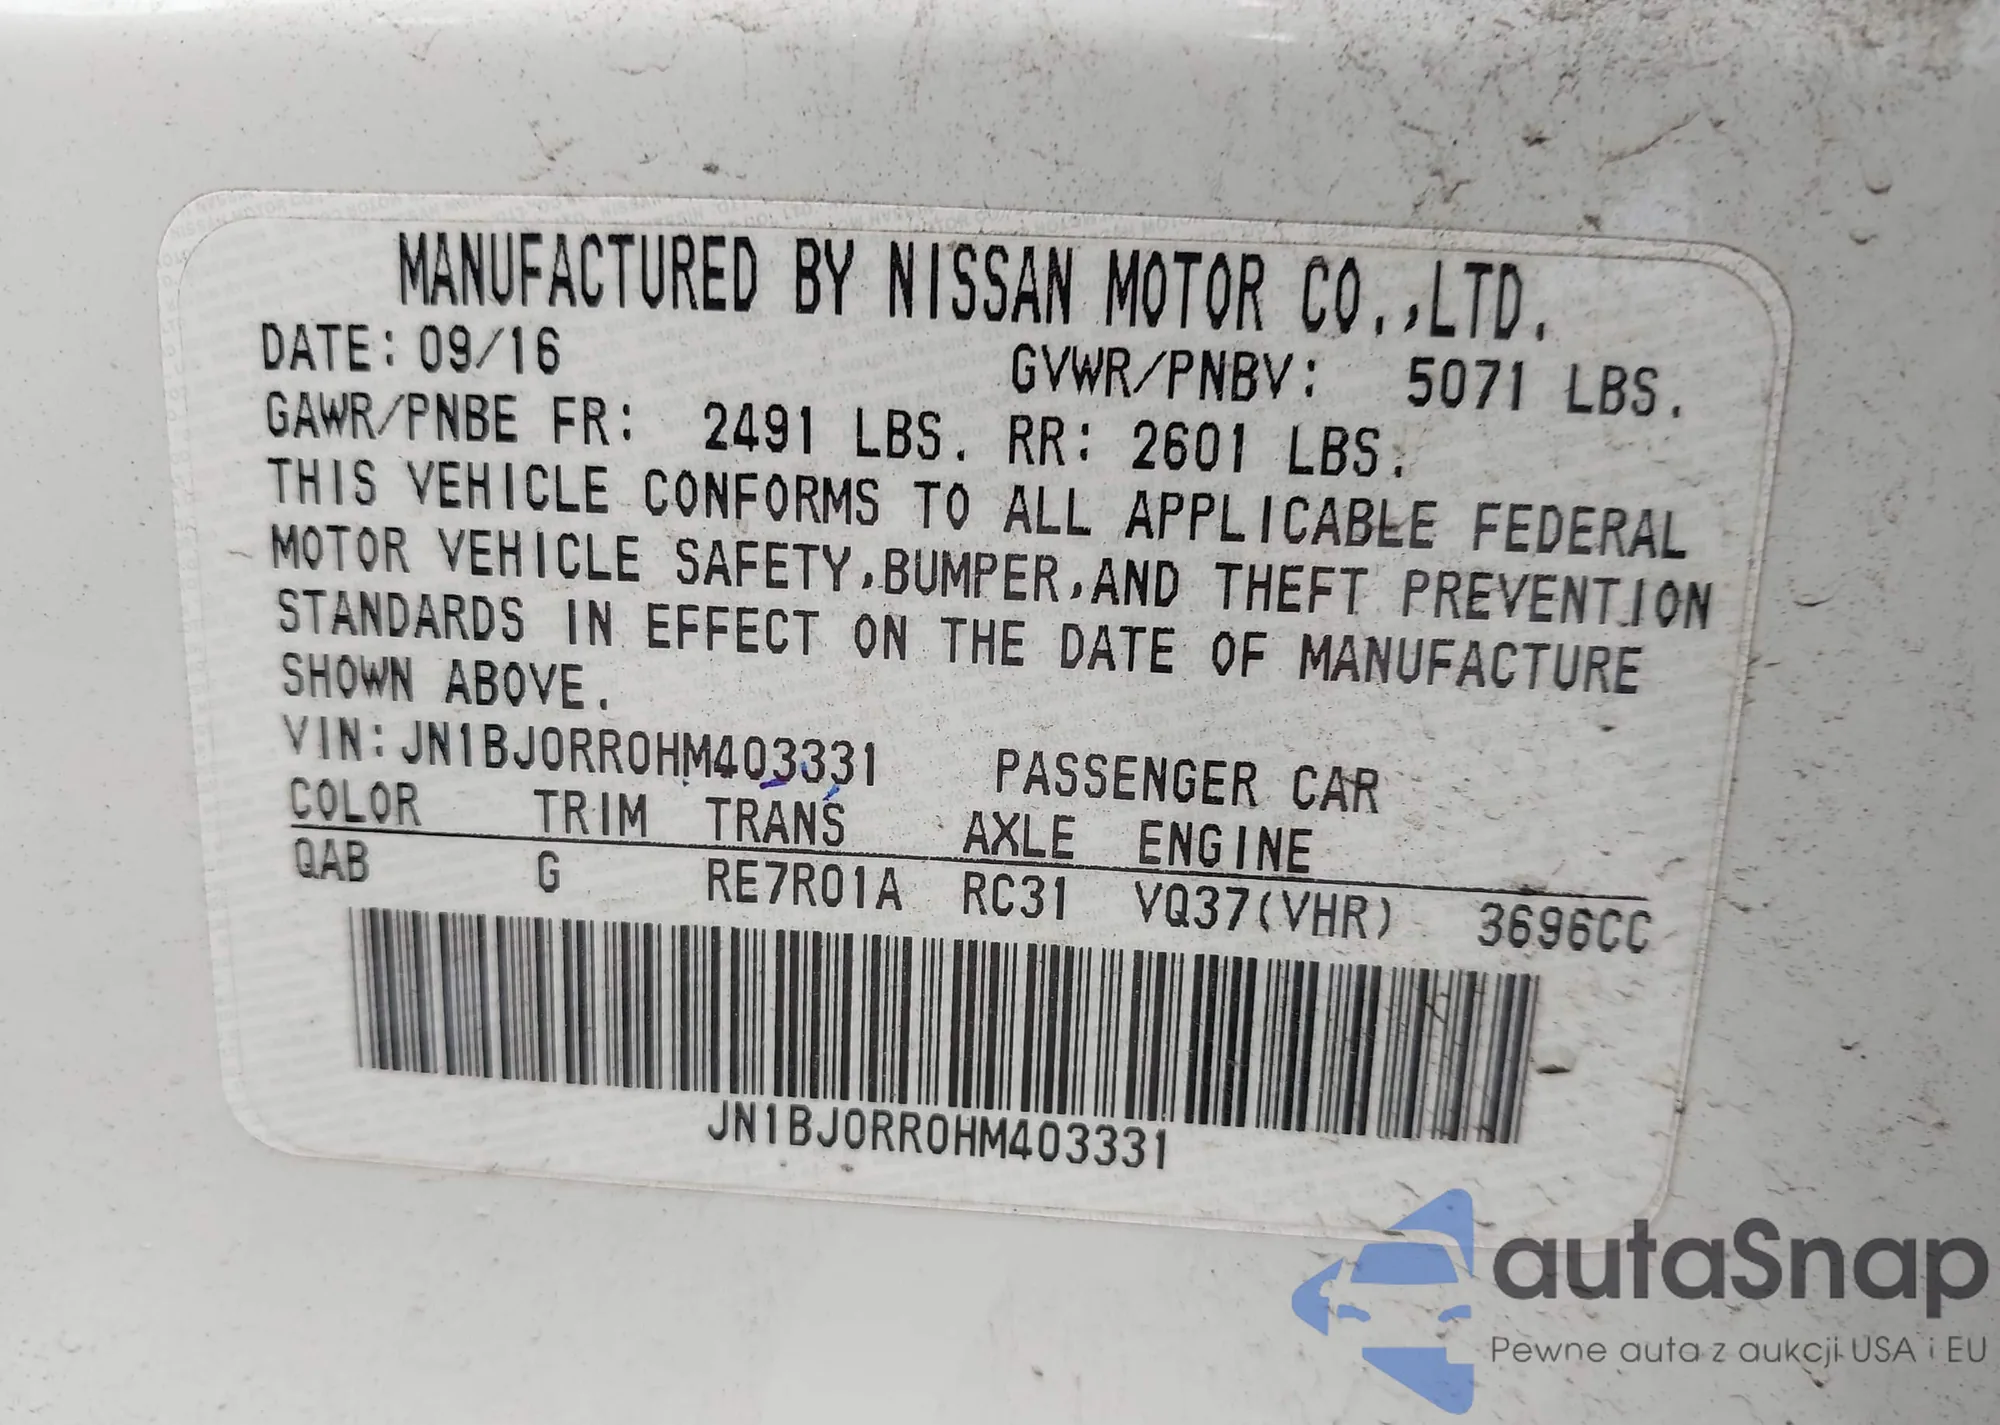 MANUFACTURED BY NISSAN MOTOR CO.,LTD.
DATE: 09/16 GVWR/PNBV: 5071 LBS.
GAWR/PNBE FR: 2491 LBS. RR: 2601 LBS.
THIS VEHICLE CONFORMS TO ALL APPLICABLE FEDERAL
MOTOR VEHICLE SAFETY,BUMPER,AND THEFT PREVENTION
STANDARDS IN EFFECT ON THE DATE OF MANUFACTURE
SHOWN ABOVE.
VIN:JN1BJ0RR0HM403331 PASSENGER CAR
COLOR TRIM TRANS AXLE ENGINE
QAB G RE7R01A RC31 VQ37(VHR) 3696CC
JN1BJ0RR0HM403331
autaSnap
Pewne auta z aukcji USA i EU